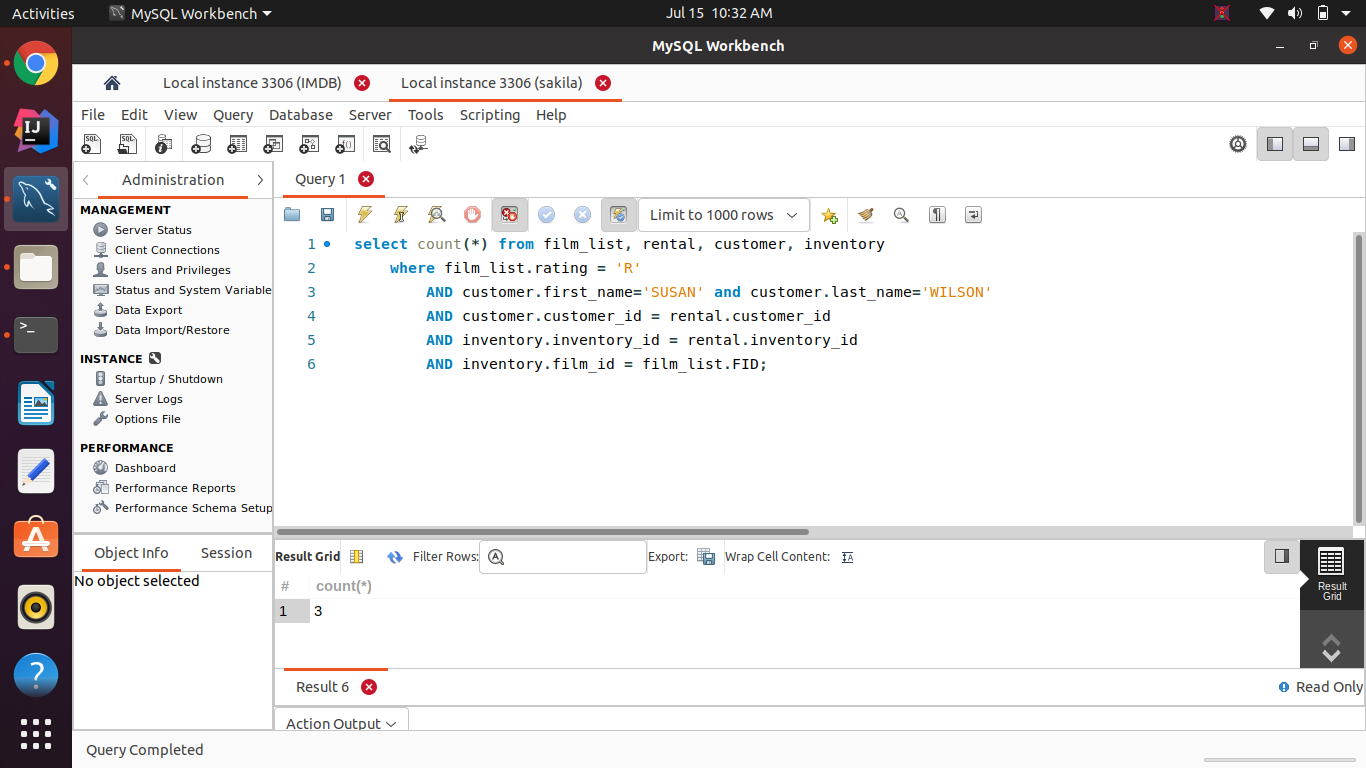 Activities MySQL Workbench Jul 15 10:32 AM
MySQL Workbench
Local instance 3306 (IMDB) Local instance 3306 (sakila)
File Edit View Query Database Server Tools Scripting Help
Administration
Query 1
MANAGEMENT
Server Status
Client Connections
Users and Privileges
Status and System Variable
Data Export
Data Import/Restore
INSTANCE
Startup / Shutdown
Server Logs
Options File
PERFORMANCE
Dashboard
Performance Reports
Performance Schema Setup
Limit to 1000 rows
1 select count(*) from film_list, rental, customer, inventory
2 where film_list.rating = 'R'
3 AND customer.first_name='SUSAN' and customer.last_name='WILSON'
4 AND customer.customer_id = rental.customer_id
5 AND inventory.inventory_id = rental.inventory_id
6 AND inventory.film_id = film_list.FID;
Object Info Session
No object selected
Result Grid Filter Rows: Export: Wrap Cell Content:
# count(*)
1 3
Result
Grid
Result 6 Read Only
Action Output
Query Completed